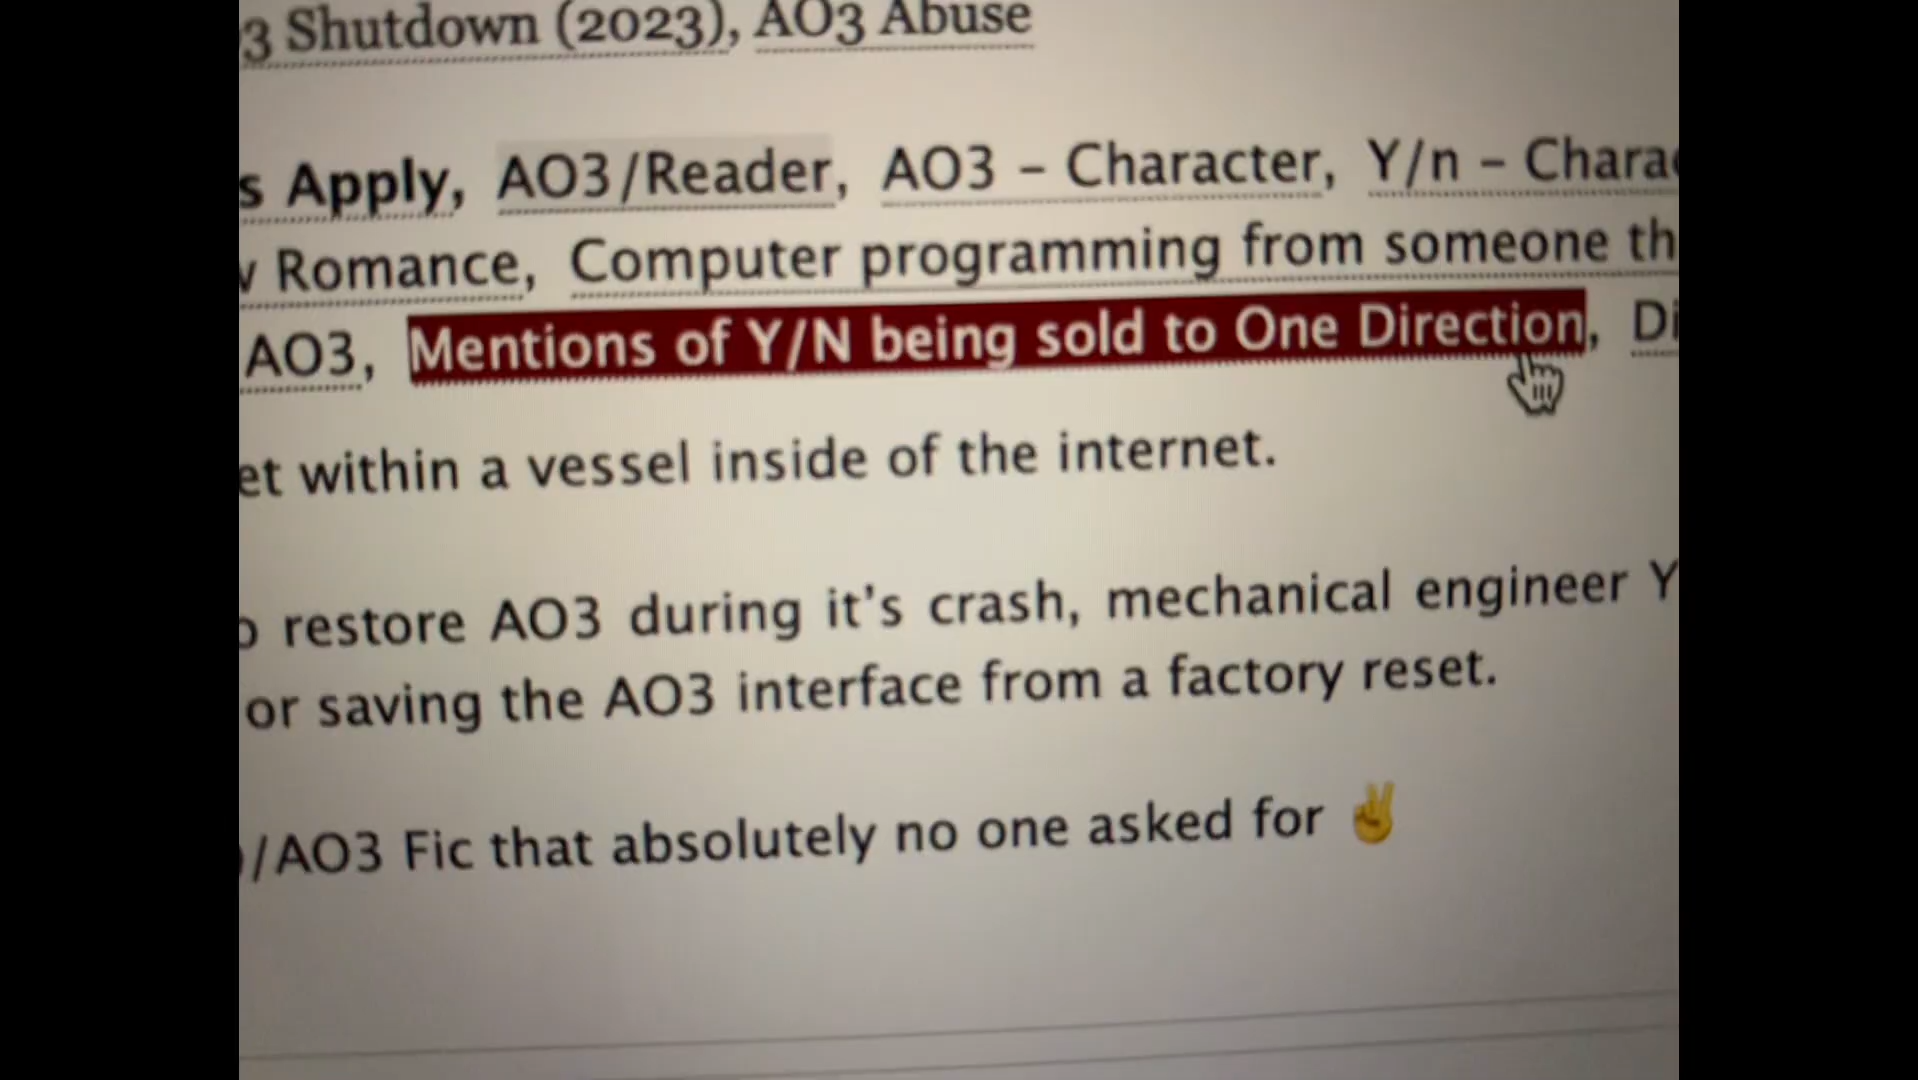 3 Shutdown (2023), AO3 Abuse
s Apply, AO3/Reader, AO3 – Character, Y/n – Charac
Romance, Computer programming from someone th
AO3, Mentions of Y/N being sold to One Direction, Di
et within a vessel inside of the internet.
o restore AO3 during it's crash, mechanical engineer Y
or saving the AO3 interface from a factory reset.
/AO3 Fic that absolutely no one asked for ✌